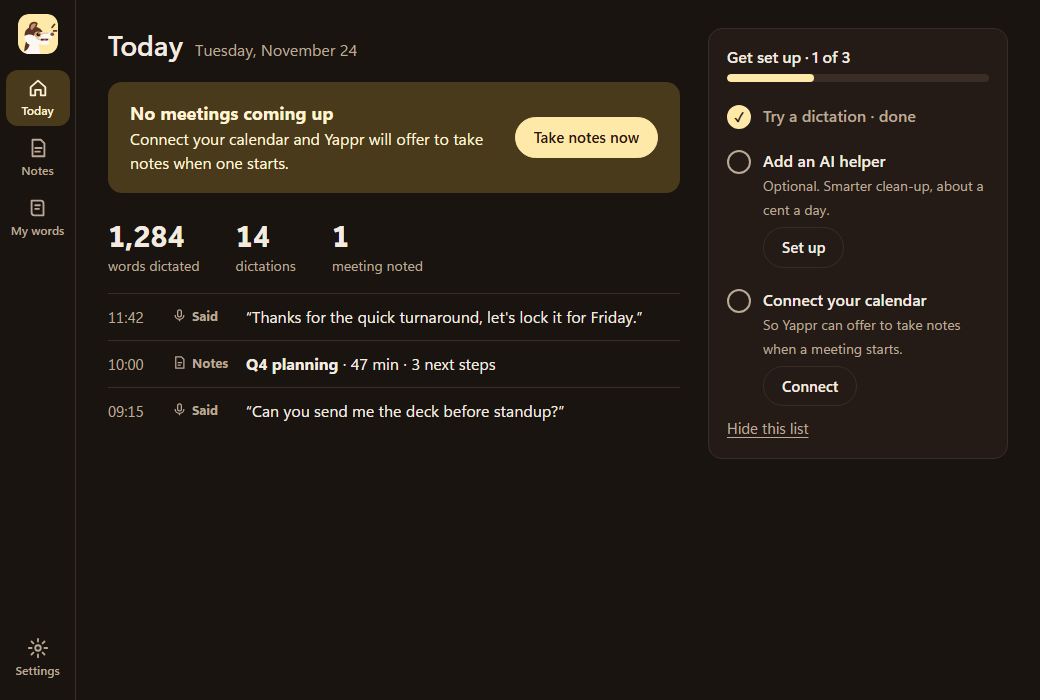 Today
Notes
My words
Settings
Today Tuesday, November 24
No meetings coming up
Connect your calendar and Yappr will offer to take
notes when one starts.
Take notes now
1,284 14 1
words dictated dictations meeting noted
11:42 Said “Thanks for the quick turnaround, let's lock it for Friday.”
10:00 Notes Q4 planning · 47 min · 3 next steps
09:15 Said “Can you send me the deck before standup?”
Get set up · 1 of 3
Try a dictation · done
Add an AI helper
Optional. Smarter clean-up, about a
cent a day.
Set up
Connect your calendar
So Yappr can offer to take notes
when a meeting starts.
Connect
Hide this list